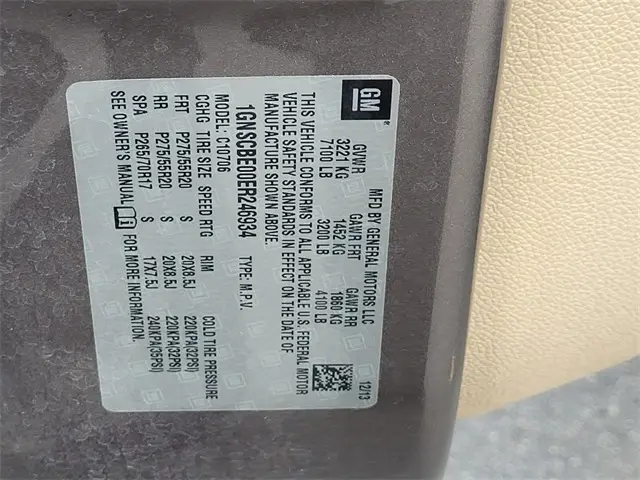 GM
®
MFD BY GENERAL MOTORS LLC
12/13
GVWR GAWR FRT GAWR RR
3221 KG 1452 KG 1860 KG
7100 LB 3200 LB 4100 LB
THIS VEHICLE CONFORMS TO ALL APPLICABLE U.S. FEDERAL MOTOR
VEHICLE SAFETY STANDARDS IN EFFECT ON THE DATE OF
MANUFACTURE SHOWN ABOVE.
1GNSCBE00ER246934 TYPE: M.P.V.
MODEL: C10706
CGHG TIRE SIZE SPEED RTG RIM COLD TIRE PRESSURE
FRT P275/55R20 S 20X8.5J 220KPA(32PSI)
RR P275/55R20 S 20X8.5J 220KPA(32PSI)
SPA P265/70R17 S 17X7.5J 240KPA(35PSI)
SEE OWNER'S MANUAL FOR MORE INFORMATION.